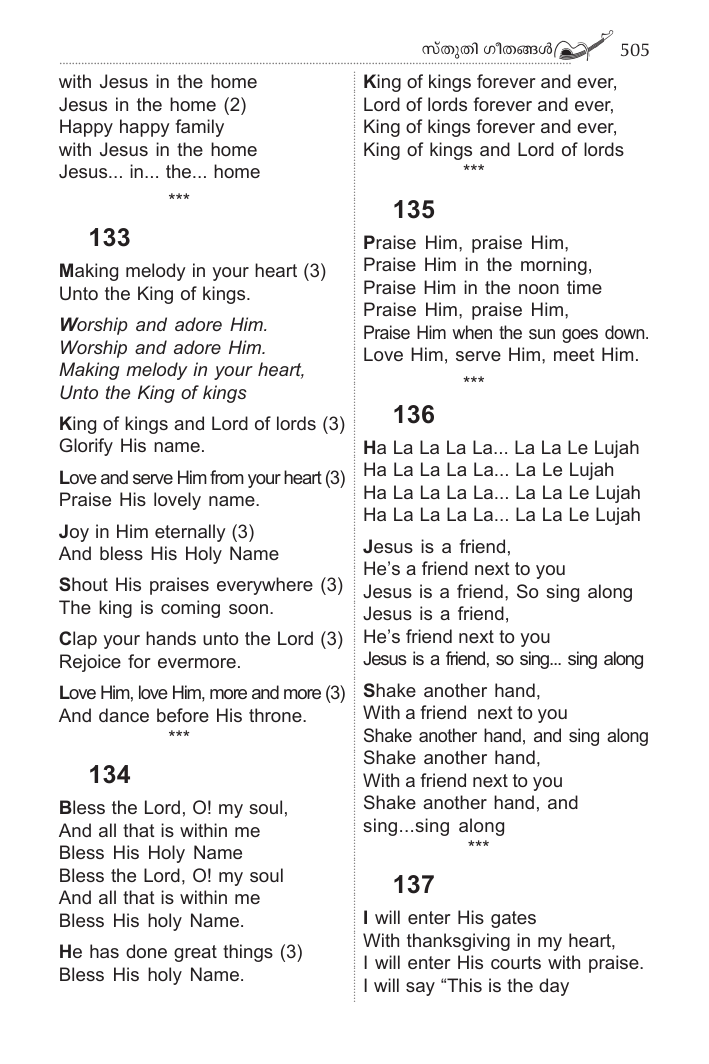 സ്തുതി ഗീതങ്ങൾ 505
with Jesus in the home
Jesus in the home (2)
Happy happy family
with Jesus in the home
Jesus... in... the... home
***
133
Making melody in your heart (3)
Unto the King of kings.
Worship and adore Him.
Worship and adore Him.
Making melody in your heart,
Unto the King of kings
King of kings and Lord of lords (3)
Glorify His name.
Love and serve Him from your heart (3)
Praise His lovely name.
Joy in Him eternally (3)
And bless His Holy Name
Shout His praises everywhere (3)
The king is coming soon.
Clap your hands unto the Lord (3)
Rejoice for evermore.
Love Him, love Him, more and more (3)
And dance before His throne.
***
134
Bless the Lord, O! my soul,
And all that is within me
Bless His Holy Name
Bless the Lord, O! my soul
And all that is within me
Bless His holy Name.
He has done great things (3)
Bless His holy Name.
King of kings forever and ever,
Lord of lords forever and ever,
King of kings forever and ever,
King of kings and Lord of lords
***
135
Praise Him, praise Him,
Praise Him in the morning,
Praise Him in the noon time
Praise Him, praise Him,
Praise Him when the sun goes down.
Love Him, serve Him, meet Him.
***
136
Ha La La La La... La La Le Lujah
Ha La La La La... La Le Lujah
Ha La La La La... La La Le Lujah
Ha La La La La... La La Le Lujah
Jesus is a friend,
He's a friend next to you
Jesus is a friend, So sing along
Jesus is a friend,
He's friend next to you
Jesus is a friend, so sing... sing along
Shake another hand,
With a friend next to you
Shake another hand, and sing along
Shake another hand,
With a friend next to you
Shake another hand, and
sing...sing along
***
137
I will enter His gates
With thanksgiving in my heart,
I will enter His courts with praise.
I will say “This is the day